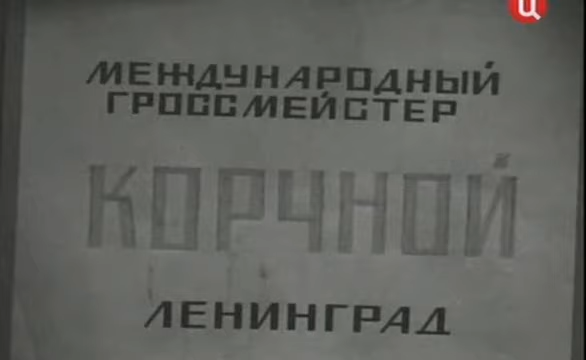 Ц
МЕЖДУНАРОДНЫЙ
ГРОССМЕЙСТЕР
КОРЧНОЙ
ЛЕНИНГРАД